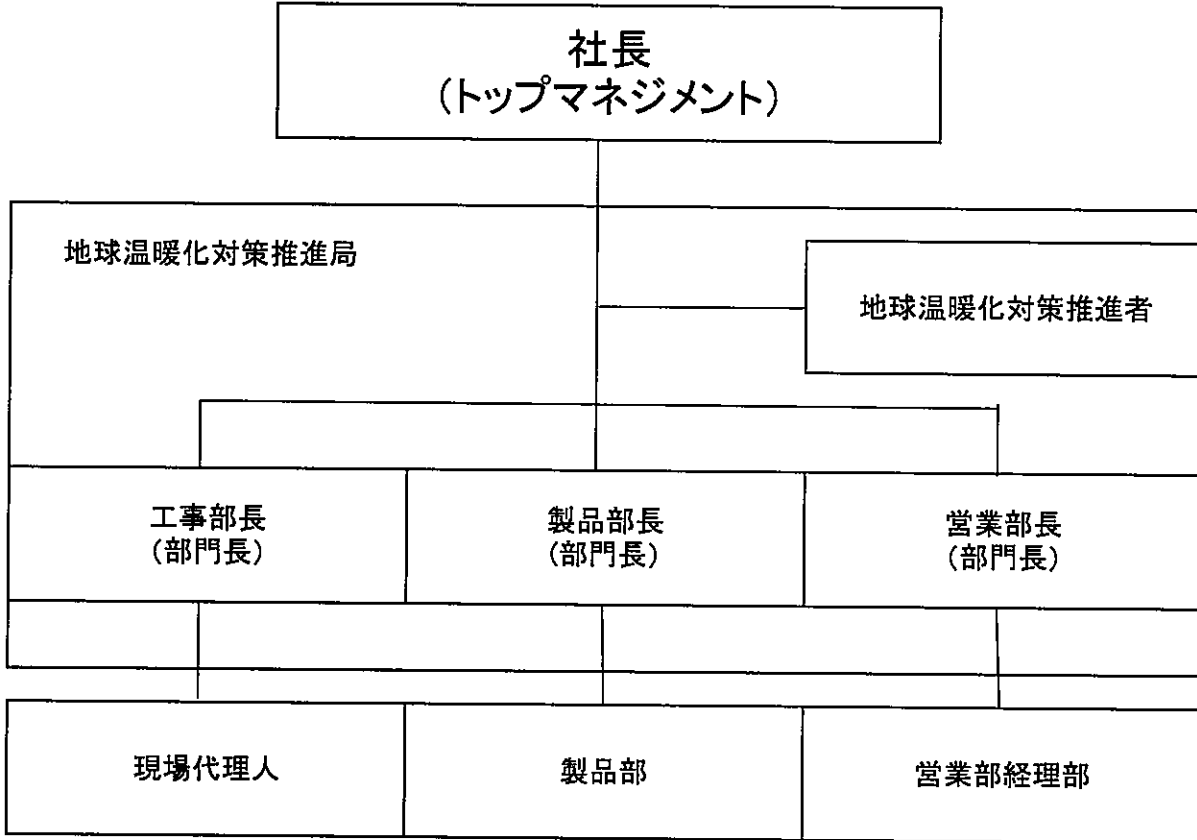 社長
(トップマネジメント)
地球温暖化対策推進局
地球温暖化対策推進者
工事部長
(部門長)
製品部長
(部門長)
営業部長
(部門長)
現場代理人
製品部
営業部経理部